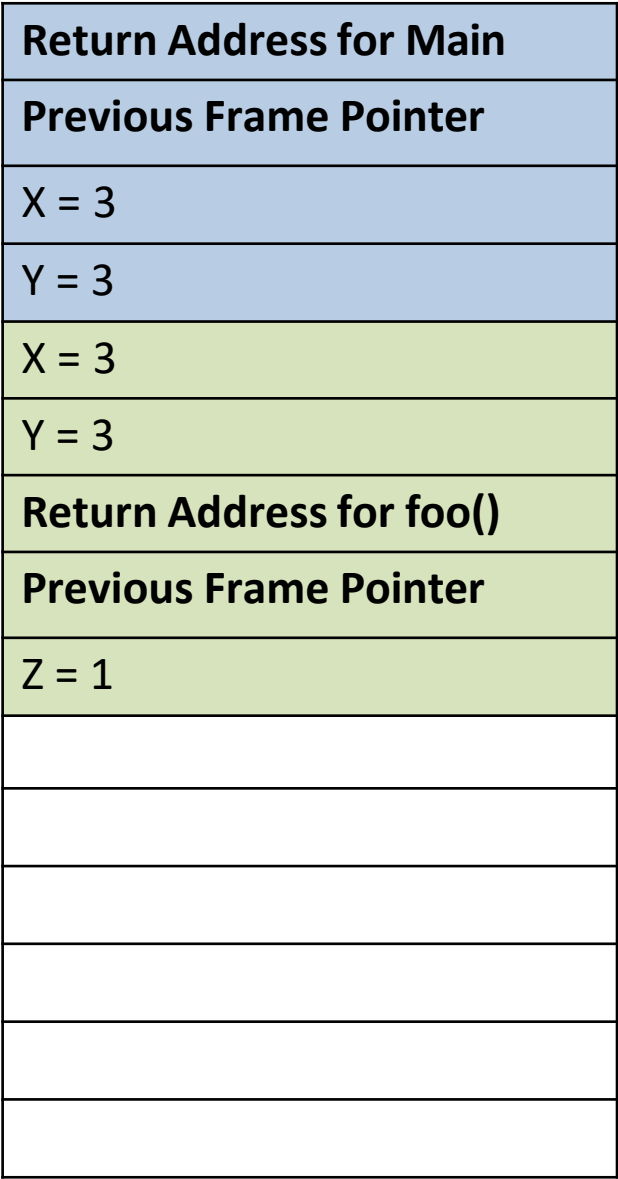 Return Address for Main
Previous Frame Pointer
X = 3
Y = 3
X = 3
Y = 3
Return Address for foo()
Previous Frame Pointer
Z = 1